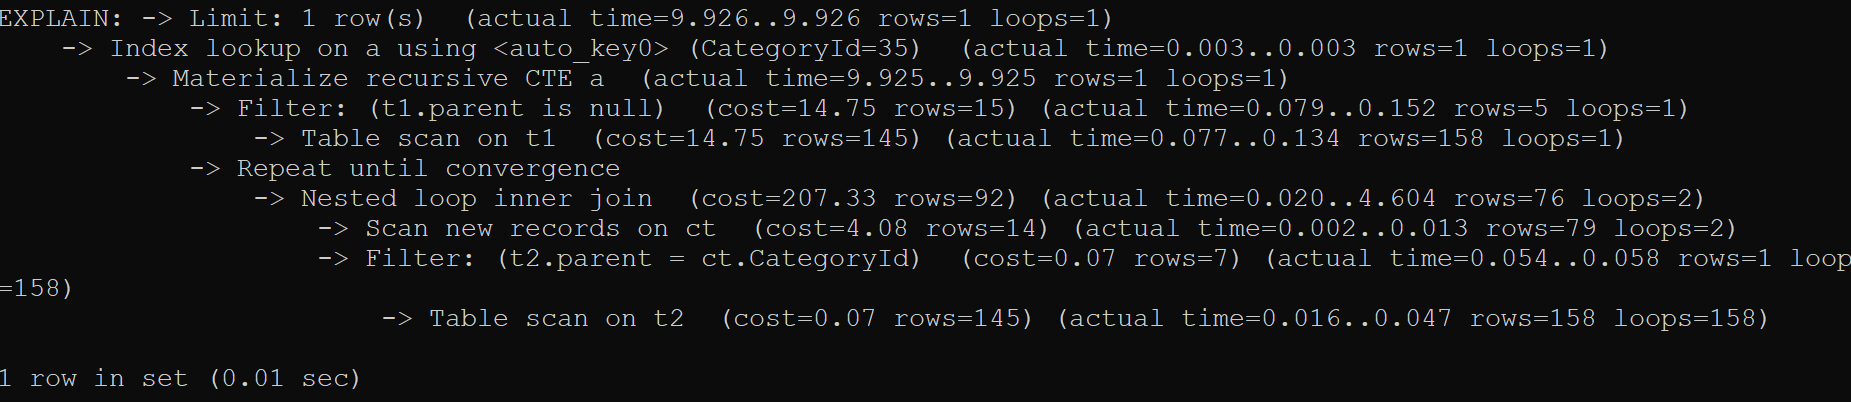 EXPLAIN: -> Limit: 1 row(s)  (actual time=9.926..9.926 rows=1 loops=1)
    -> Index lookup on a using <auto_key0> (CategoryId=35)  (actual time=0.003..0.003 rows=1 loops=1)
        -> Materialize recursive CTE a  (actual time=9.925..9.925 rows=1 loops=1)
            -> Filter: (t1.parent is null)  (cost=14.75 rows=15) (actual time=0.079..0.152 rows=5 loops=1)
                -> Table scan on t1  (cost=14.75 rows=145) (actual time=0.077..0.134 rows=158 loops=1)
            -> Repeat until convergence
                -> Nested loop inner join  (cost=207.33 rows=92) (actual time=0.020..4.604 rows=76 loops=2)
                    -> Scan new records on ct  (cost=4.08 rows=14) (actual time=0.002..0.013 rows=79 loops=2)
                    -> Filter: (t2.parent = ct.CategoryId)  (cost=0.07 rows=7) (actual time=0.054..0.058 rows=1 loop
=158)
                        -> Table scan on t2  (cost=0.07 rows=145) (actual time=0.016..0.047 rows=158 loops=158)
1 row in set (0.01 sec)